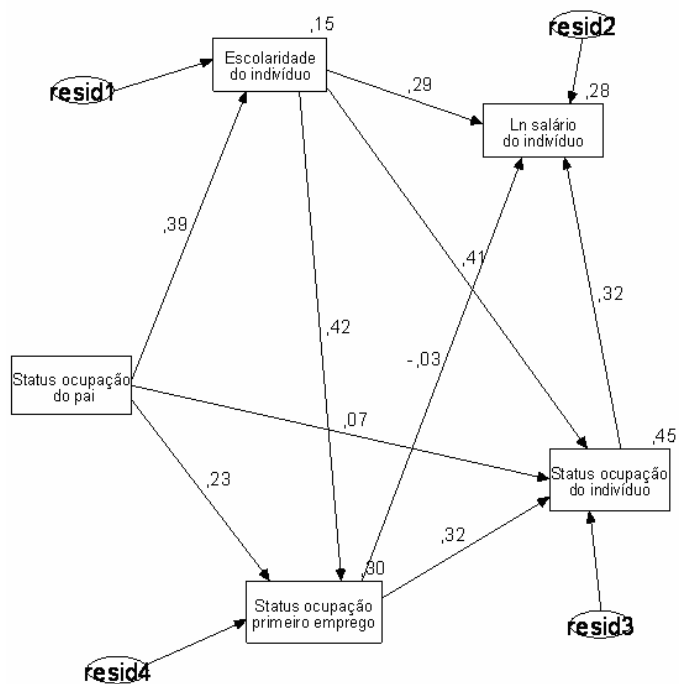 ,15
resid2
Escolaridade
do indivíduo
resid1
,29
,28
Ln salário
do indivíduo
,39
,41
,42
,32
-,03
Status ocupação
do pai
,07
,45
,23
Status ocupação
do indivíduo
,32
,30
Status ocupação
primeiro emprego
resid3
resid4